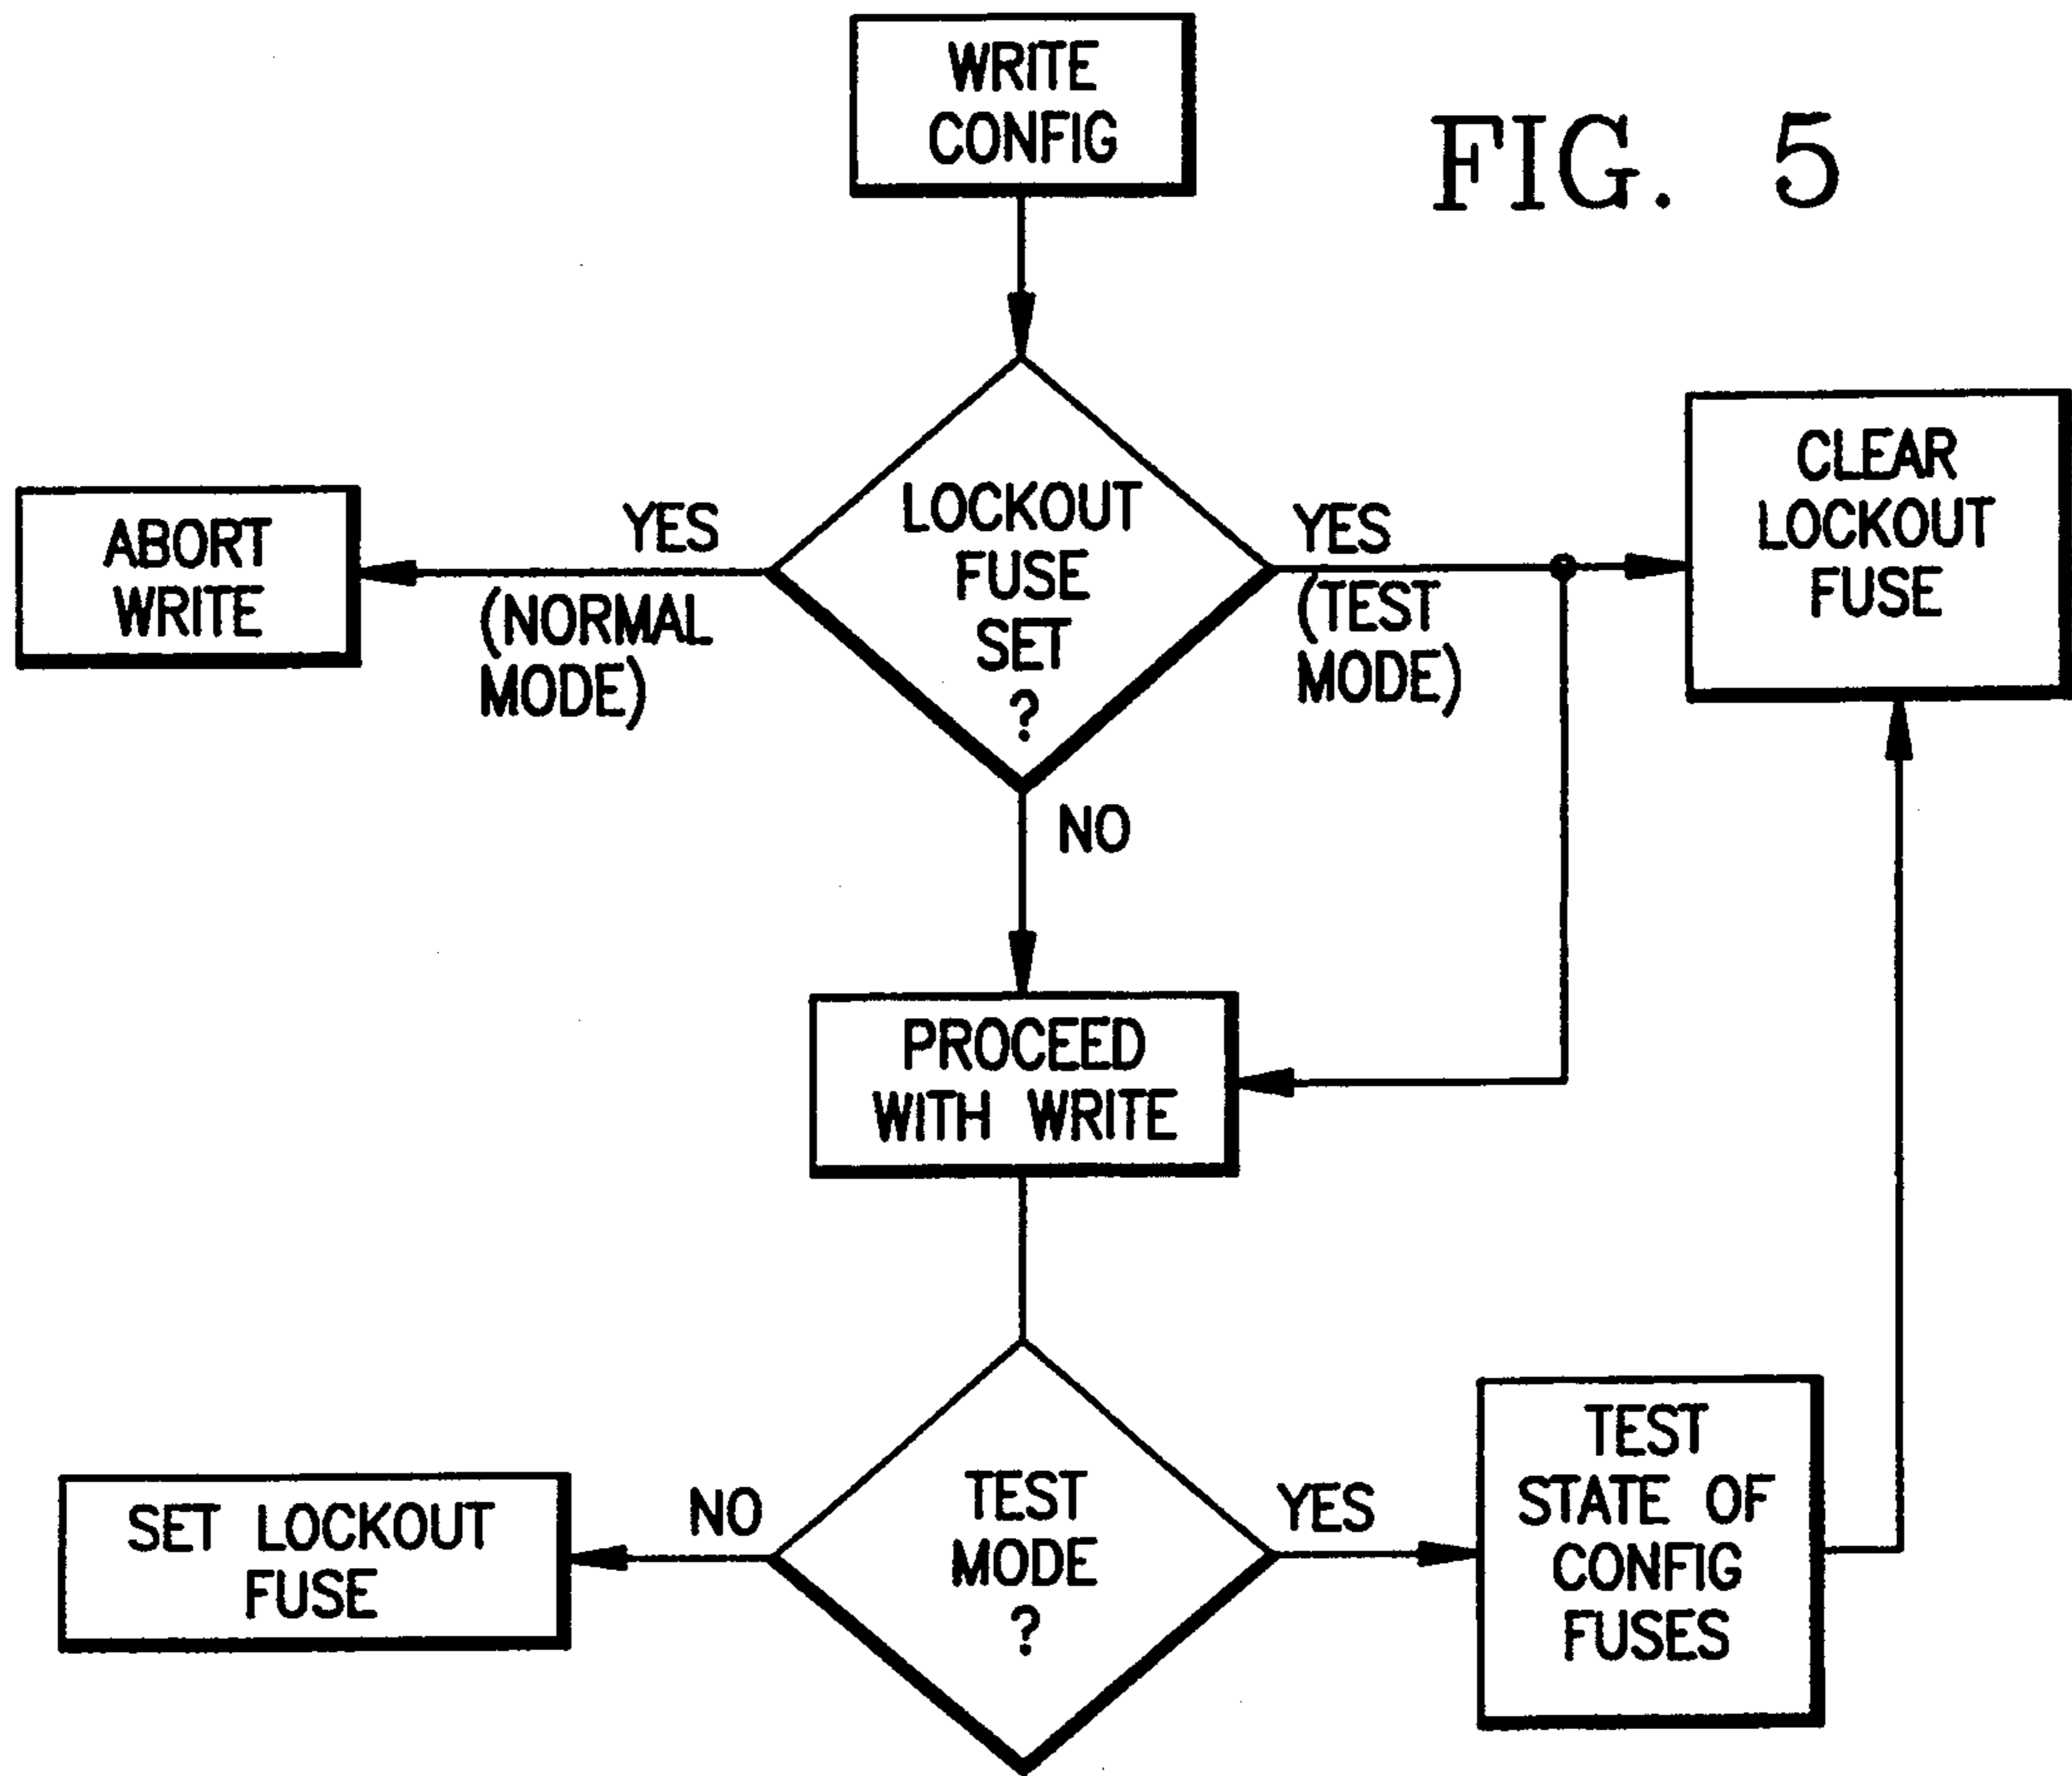 WRITE
CONFIG
FIG. 5
LOCKOUT
FUSE
SET
?
YES
(NORMAL
MODE)
ABORT
WRITE
YES
(TEST
MODE)
CLEAR
LOCKOUT
FUSE
NO
PROCEED
WITH WRITE
TEST
MODE
?
NO
SET LOCKOUT
FUSE
YES
TEST
STATE OF
CONFIG
FUSES